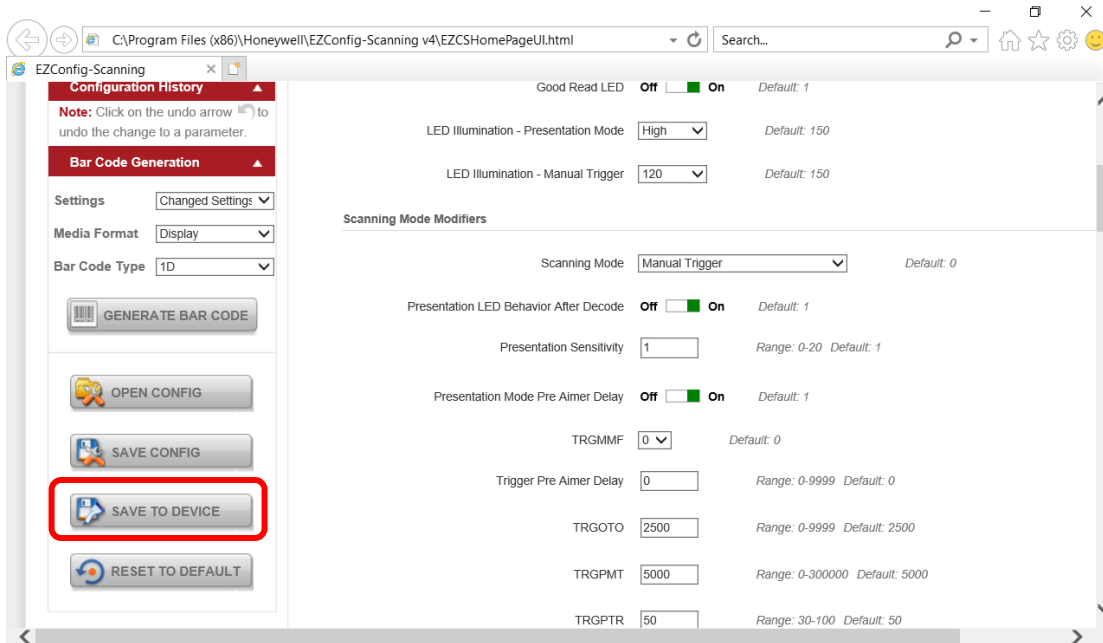 C:\Program Files (x86)\Honeywell\EZConfig-Scanning v4\EZCSHomePageUI.html
Search...
EZConfig-Scanning
Configuration History
Note: Click on the undo arrow to
undo the change to a parameter.
Bar Code Generation
Settings Changed Settings
Media Format Display
Bar Code Type 1D
GENERATE BAR CODE
OPEN CONFIG
SAVE CONFIG
SAVE TO DEVICE
RESET TO DEFAULT
Good Read LED Off On Default: 1
LED Illumination - Presentation Mode High Default: 150
LED Illumination - Manual Trigger 120 Default: 150
Scanning Mode Modifiers
Scanning Mode Manual Trigger Default: 0
Presentation LED Behavior After Decode Off On Default: 1
Presentation Sensitivity 1 Range: 0-20 Default: 1
Presentation Mode Pre Aimer Delay Off On Default: 1
TRGMMF 0 Default: 0
Trigger Pre Aimer Delay 0 Range: 0-9999 Default: 0
TRGOTO 2500 Range: 0-9999 Default: 2500
TRGPMT 5000 Range: 0-300000 Default: 5000
TRGPTR 50 Range: 30-100 Default: 50